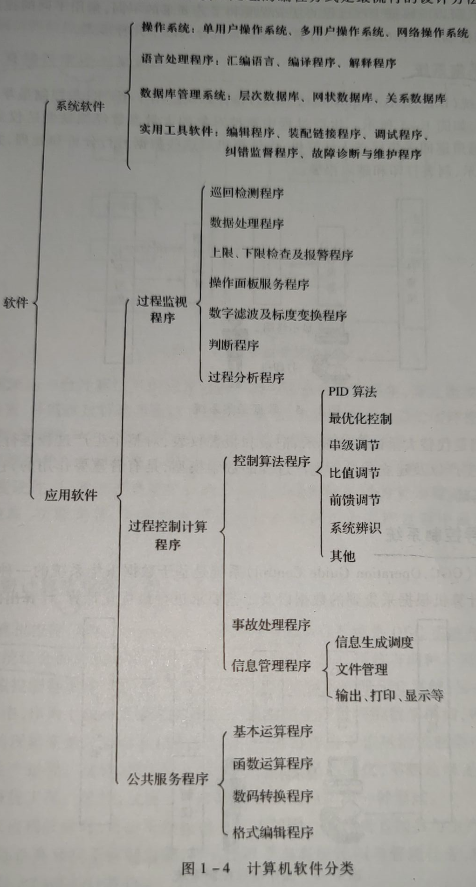 操作系统：单用户操作系统、多用户操作系统、网络操作系统
语言处理程序：汇编语言、编译程序、解释程序
系统软件
数据库管理系统：层次数据库、网状数据库、关系数据库
实用工具软件：编辑程序、装配链接程序、调试程序、
纠错监督程序、故障诊断与维护程序
软件
巡回检测程序
数据处理程序
上限、下限检查及报警程序
过程监视
程序
操作面板服务程序
数字滤波及标度变换程序
判断程序
过程分析程序
应用软件
PID 算法
最优化控制
串级调节
控制算法程序
比值调节
前馈调节
系统辨识
其他
过程控制计算
程序
事故处理程序
信息管理程序
信息生成调度
文件管理
输出、打印、显示等
公共服务程序
基本运算程序
函数运算程序
数码转换程序
格式编辑程序
图 1-4 计算机软件分类